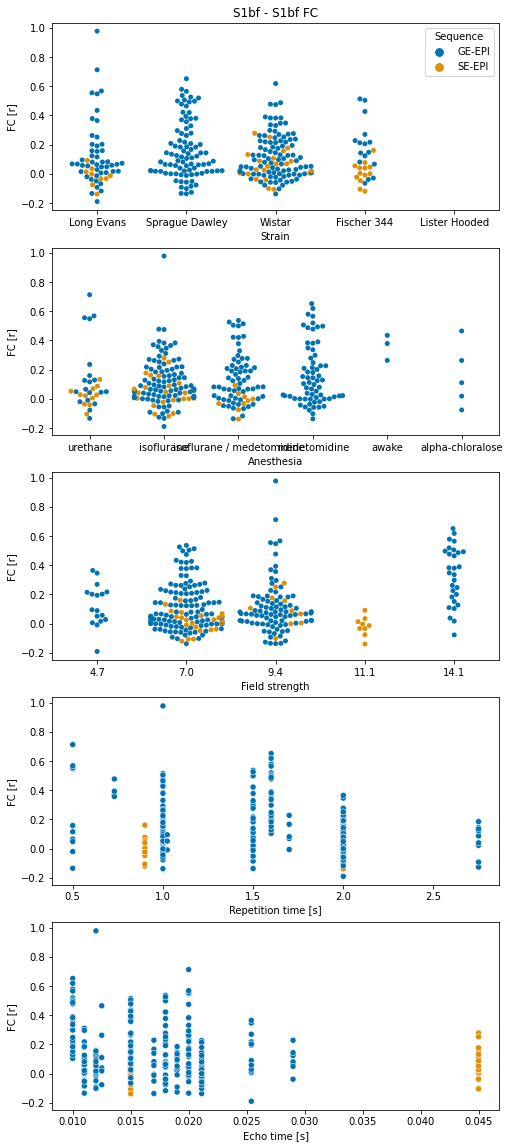 S1bf - S1bf FC
1.0
0.8
0.6
0.4
0.2
0.0
−0.2
FC [r]
Sequence
GE-EPI
SE-EPI
Long Evans Sprague Dawley Wistar Fischer 344 Lister Hooded
Strain
1.0
0.8
0.6
0.4
0.2
0.0
−0.2
FC [r]
urethane isoflurane isoflurane / medetomidine medetomidine awake alpha-chloralose
Anesthesia
1.0
0.8
0.6
0.4
0.2
0.0
−0.2
FC [r]
4.7 7.0 9.4 11.1 14.1
Field strength
1.0
0.8
0.6
0.4
0.2
0.0
−0.2
FC [r]
0.5 1.0 1.5 2.0 2.5
Repetition time [s]
1.0
0.8
0.6
0.4
0.2
0.0
−0.2
FC [r]
0.010 0.015 0.020 0.025 0.030 0.035 0.040 0.045
Echo time [s]